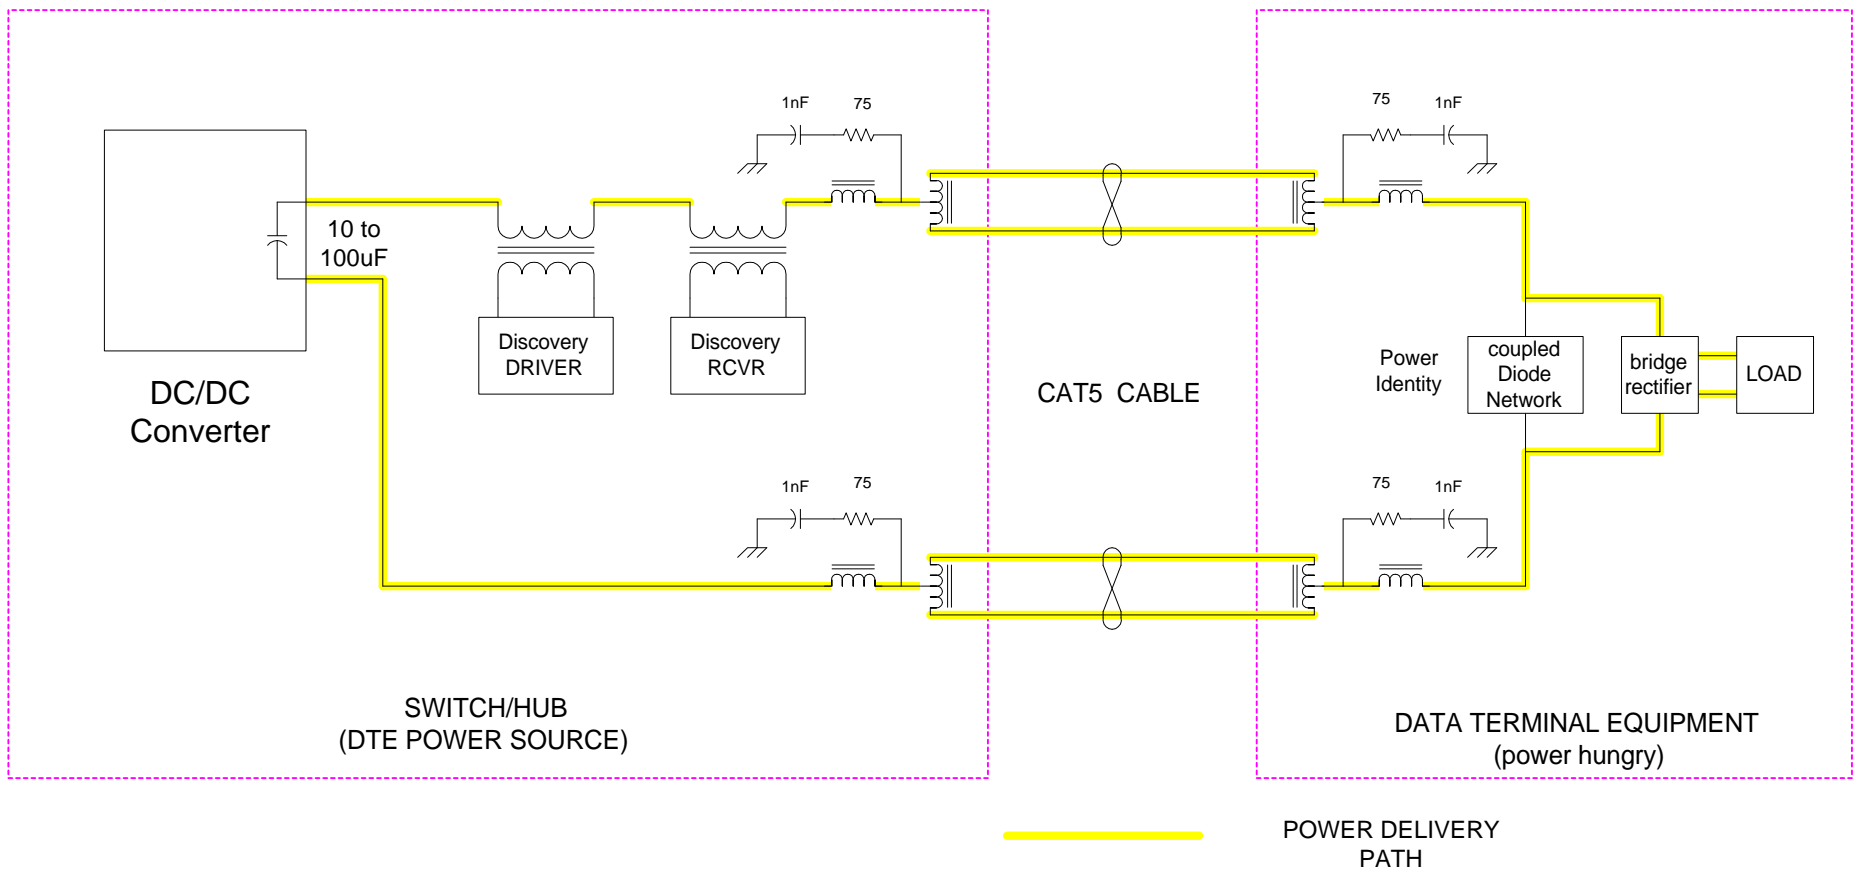 1nF
75
75
1nF
10 to
100uF
DC/DC
Converter
Discovery
DRIVER
Discovery
RCVR
CAT5 CABLE
Power
Identity
coupled
Diode
Network
bridge
rectifier
LOAD
1nF
75
75
1nF
SWITCH/HUB
(DTE POWER SOURCE)
DATA TERMINAL EQUIPMENT
(power hungry)
POWER DELIVERY
PATH